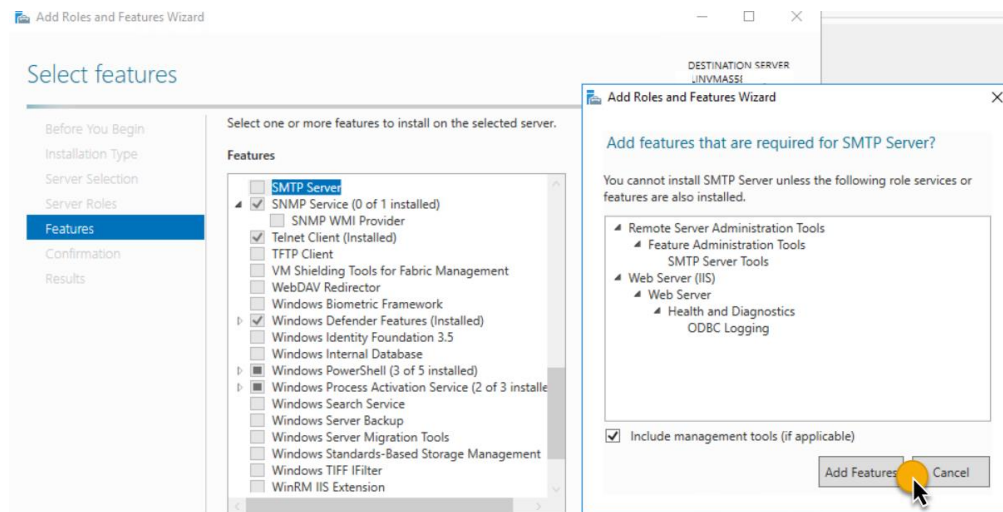 Add Roles and Features Wizard
Select features
DESTINATION SERVER
Before You Begin
Installation Type
Server Selection
Server Roles
Features
Confirmation
Results
Select one or more features to install on the selected server.
Features
SMTP Server
SNMP Service (0 of 1 installed)
SNMP WMI Provider
Telnet Client (Installed)
TFTP Client
VM Shielding Tools for Fabric Management
WebDAV Redirector
Windows Biometric Framework
Windows Defender Features (Installed)
Windows Identity Foundation 3.5
Windows Internal Database
Windows PowerShell (3 of 5 installed)
Windows Process Activation Service (2 of 3 installe
Windows Search Service
Windows Server Backup
Windows Server Migration Tools
Windows Standards-Based Storage Management
Windows TIFF IFilter
WinRM IIS Extension
Add Roles and Features Wizard
Add features that are required for SMTP Server?
You cannot install SMTP Server unless the following role services or
features are also installed.
Remote Server Administration Tools
Feature Administration Tools
SMTP Server Tools
Web Server (IIS)
Web Server
Health and Diagnostics
ODBC Logging
Include management tools (if applicable)
Add Features
Cancel